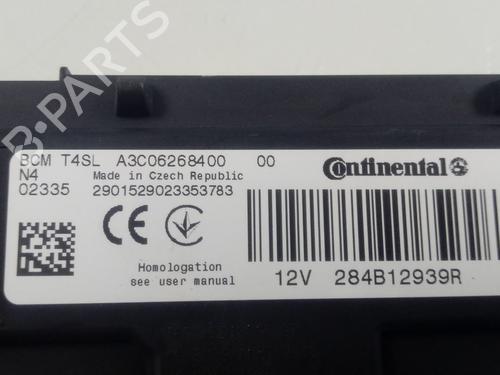 BCM T4SL A3C06268400 00
N4 Made in Czech Republic
02335 2901529023353783
Continental
CE
Homologation
see user manual
12V 284B12939R
B-PARTS